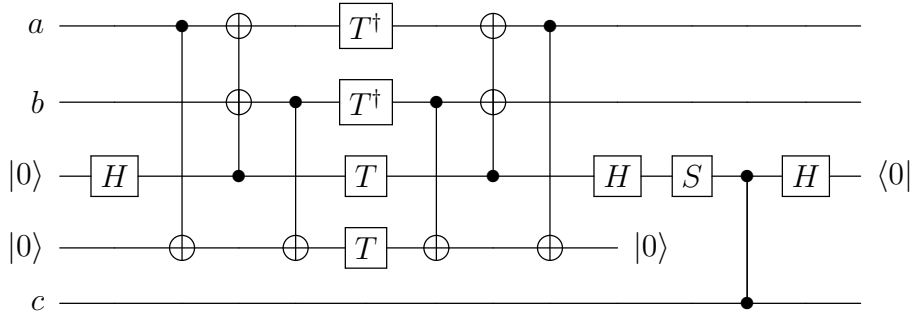 a T†
b T†
|0⟩ H T H S H ⟨0|
|0⟩ T |0⟩
c